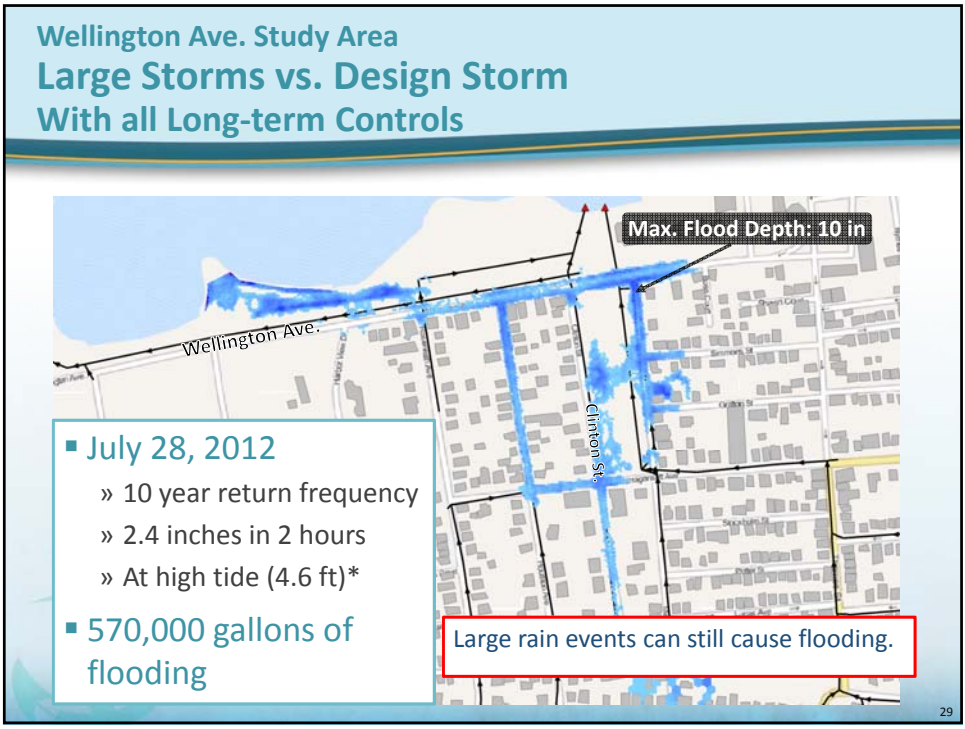 Wellington Ave. Study Area
Large Storms vs. Design Storm
With all Long-term Controls
Max. Flood Depth: 10 in
Wellington Ave.
Clinton St.
▪ July 28, 2012
» 10 year return frequency
» 2.4 inches in 2 hours
» At high tide (4.6 ft)*
▪ 570,000 gallons of
flooding
Large rain events can still cause flooding.
29